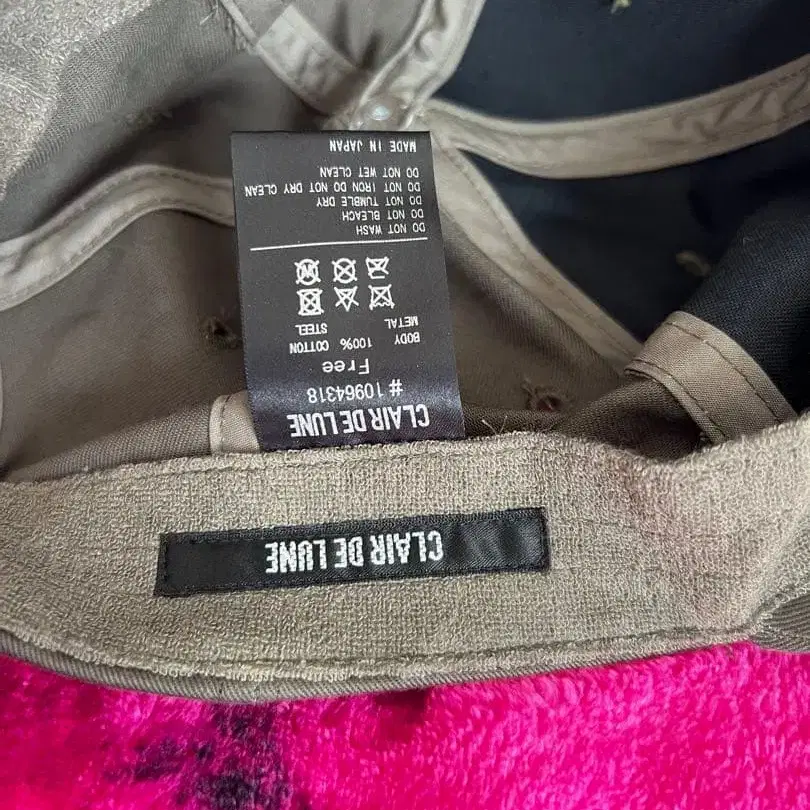 CLAIR DE LUNE
# 10964318
Free
BODY 100% COTTON
METAL STEEL
DO NOT WASH
DO NOT BLEACH
DO NOT TUMBLE DRY
DO NOT IRON DO NOT DRY CLEAN
DO NOT WET CLEAN
MADE IN JAPAN
CLAIR DE LUNE